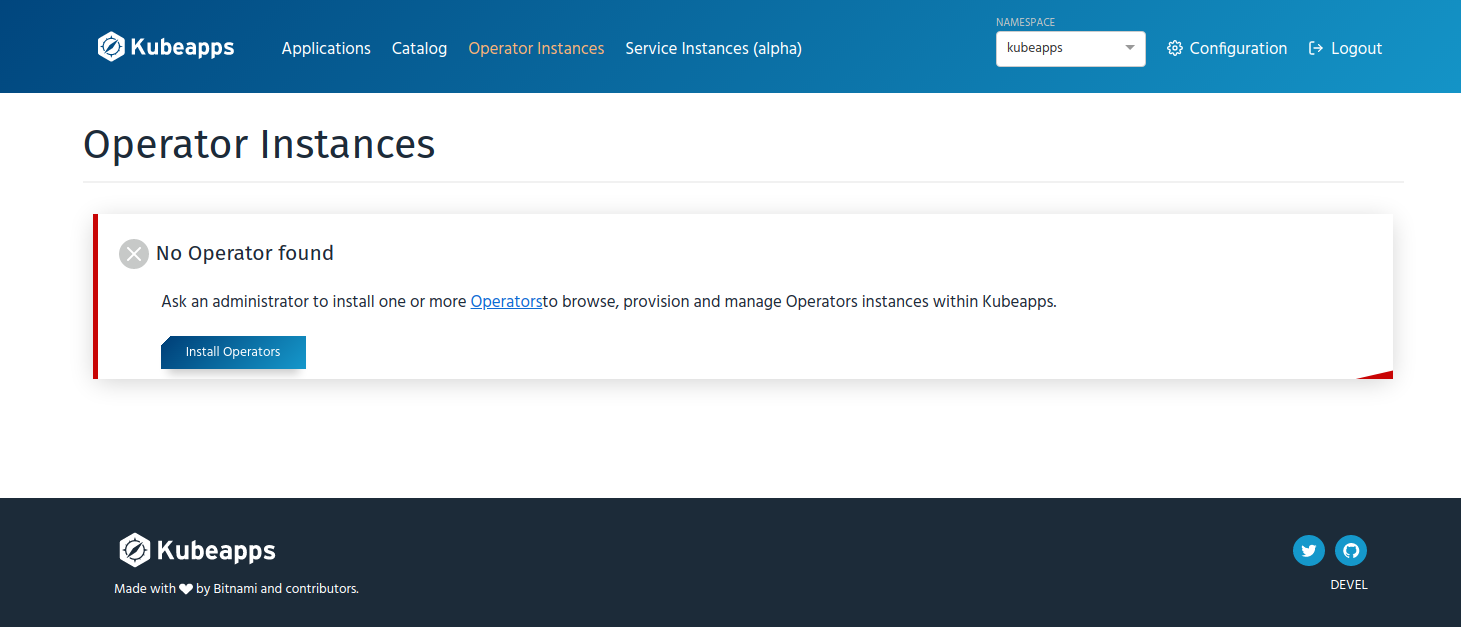 NAMESPACE
Kubeapps Applications Catalog Operator Instances Service Instances (alpha) kubeapps Configuration Logout
Operator Instances
No Operator found
Ask an administrator to install one or more Operatorsto browse, provision and manage Operators instances within Kubeapps.
Install Operators
Kubeapps
Made with by Bitnami and contributors.
DEVEL